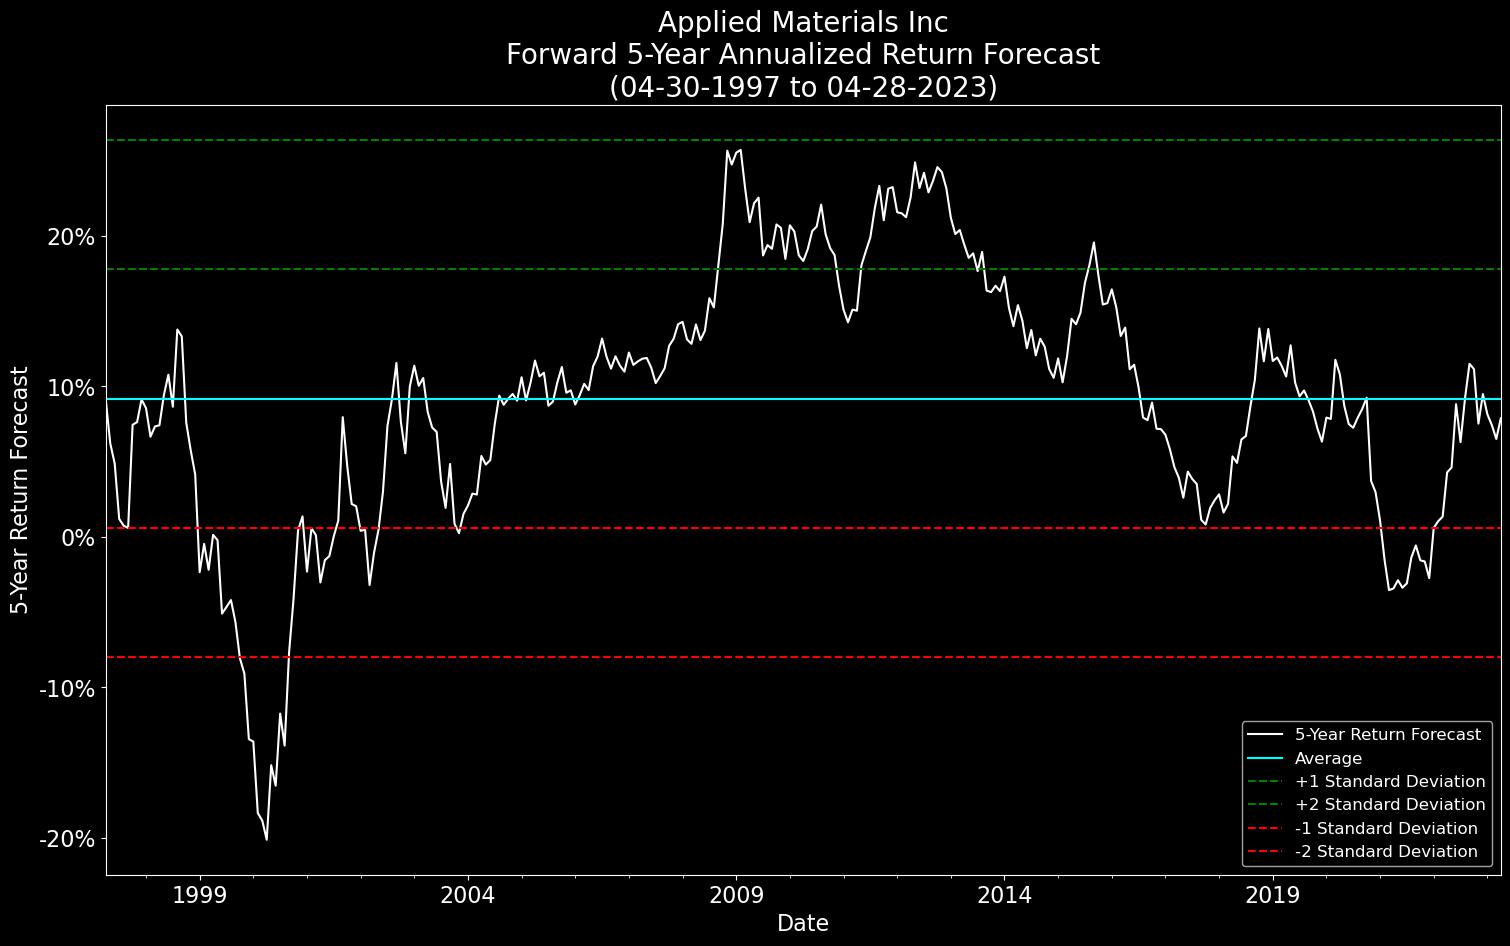 Applied Materials Inc
Forward 5-Year Annualized Return Forecast
(04-30-1997 to 04-28-2023)
5-Year Return Forecast
20%
10%
0%
-10%
-20%
5-Year Return Forecast
Average
+1 Standard Deviation
+2 Standard Deviation
-1 Standard Deviation
-2 Standard Deviation
1999
2004
2009
2014
2019
Date